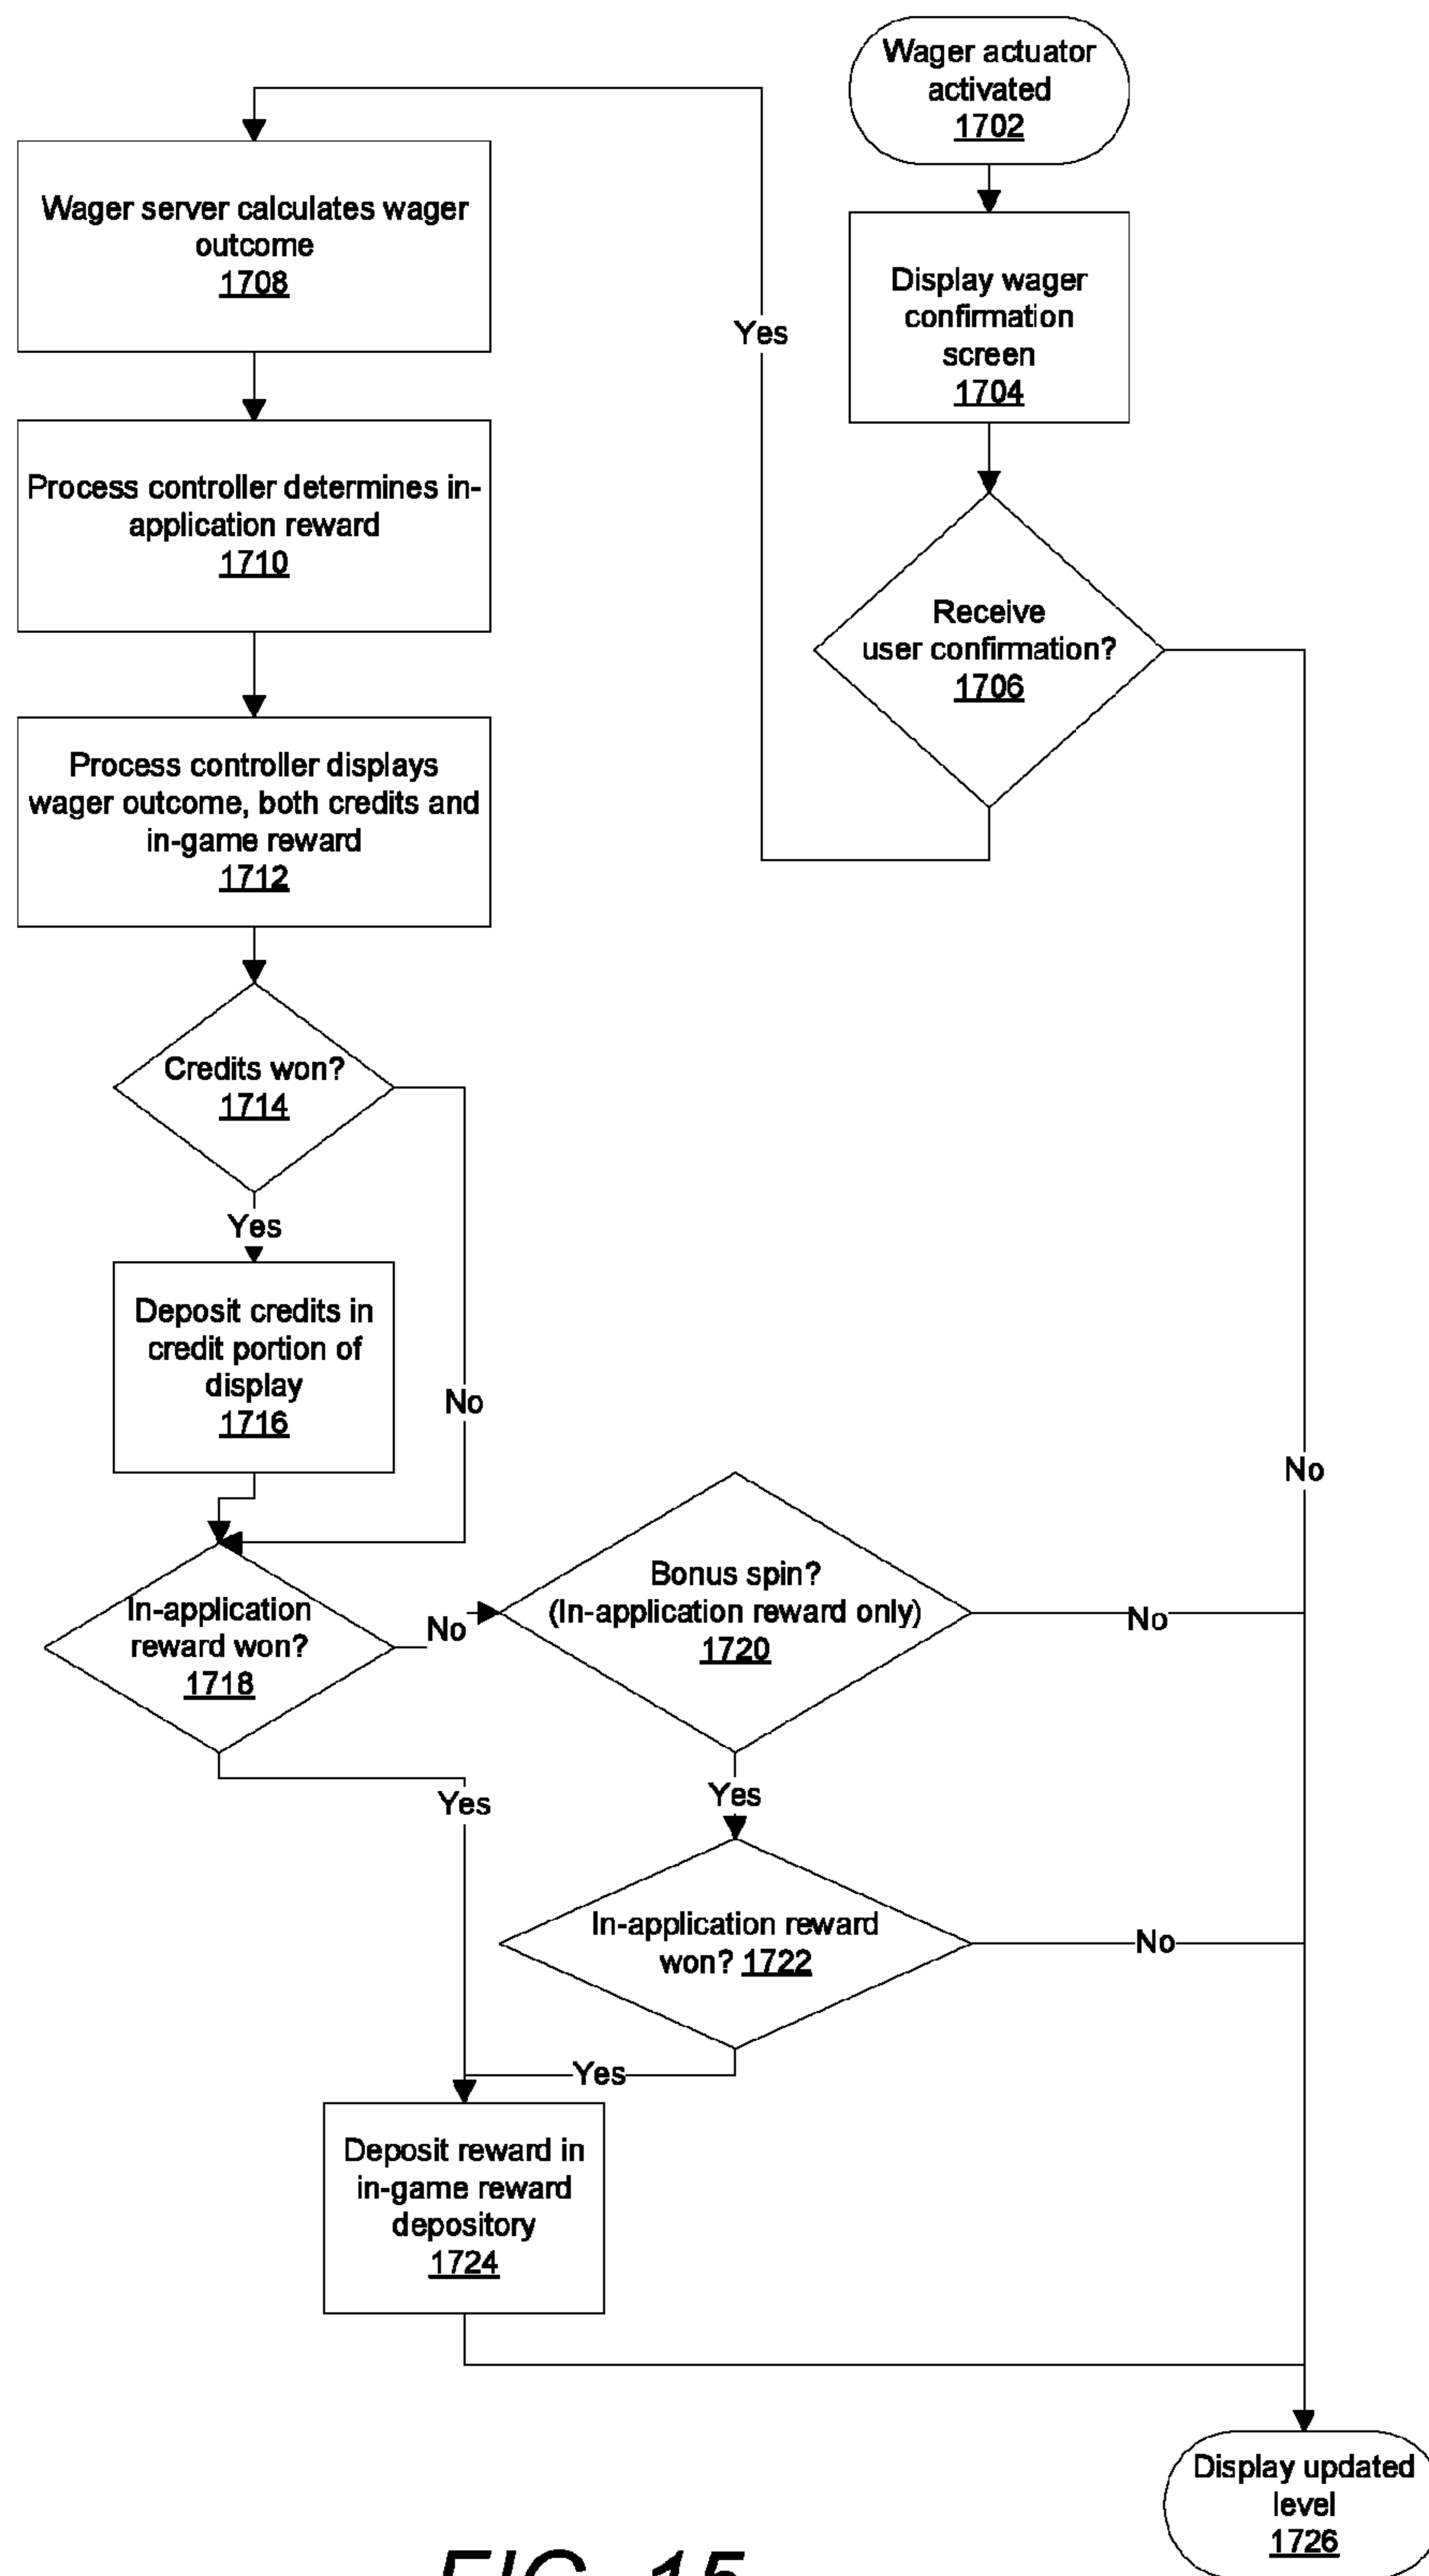 Wager actuator
activated
1702
Display wager
confirmation
screen
1704
Receive
user confirmation?
1706
Yes
No
Wager server calculates wager
outcome
1708
Process controller determines in-
application reward
1710
Process controller displays
wager outcome, both credits and
in-game reward
1712
Credits won?
1714
Yes
No
Deposit credits in
credit portion of
display
1716
In-application
reward won?
1718
No
Yes
Bonus spin?
(In-application reward only)
1720
No
Yes
In-application reward
won? 1722
No
Yes
Deposit reward in
in-game reward
depository
1724
Display updated
level
1726
FIG. 15